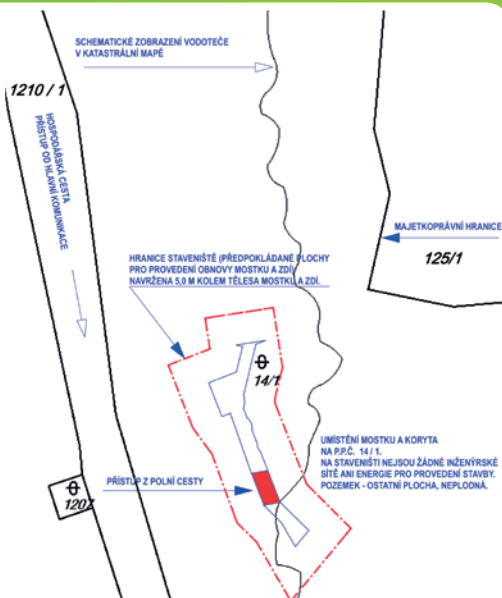 SCHEMATICKÉ ZOBRAZENÍ VODOTEČE
V KATASTRÁLNÍ MAPĚ
1210 / 1
HOSPODÁŘSKÁ CESTA
PŘÍSTUP OD HLAVNÍ KOMUNIKACE
MAJETKOPRÁVNÍ HRANICE
125/1
HRANICE STAVENIŠTĚ (PŘEDPOKLÁDANÉ PLOCHY
PRO PROVEDENÍ OBNOVY MOSTKU A ZDÍ)
NAVRŽENA 5,0 M KOLEM TĚLESA MOSTKU A ZDÍ.
14/1
UMÍSTĚNÍ MOSTKU A KORYTA
NA P.P.Č. 14 / 1.
NA STAVENIŠTI NEJSOU ŽÁDNÉ INŽENÝRSKÉ
SÍTĚ ANI ENERGIE PRO PROVEDENÍ STAVBY.
POZEMEK - OSTATNÍ PLOCHA, NEPLODNÁ.
PŘÍSTUP Z POLNÍ CESTY
1207